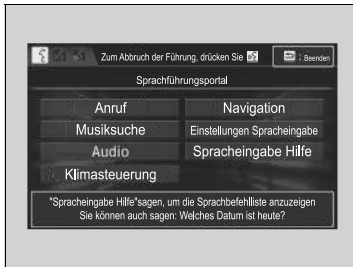 Zum Abbruch der Führung, drücken Sie
: Beenden
Sprachführungsportal
Anruf
Navigation
Musiksuche
Einstellungen Spracheingabe
Audio
Spracheingabe Hilfe
Klimasteuerung
"Spracheingabe Hilfe"sagen, um die Sprachbefehlliste anzuzeigen
Sie können auch sagen: Welches Datum ist heute?